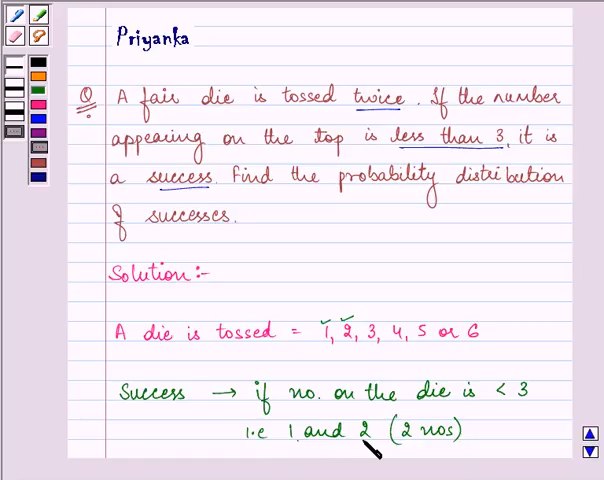 Priyanka
Q A fair die is tossed twice. If the number
appearing on the top is less than 3, it is
a success. Find the probability distribution
of successes.
Solution:-
A die is tossed = 1, 2, 3, 4, 5 or 6
Success → if no. on the die is < 3
i.e 1 and 2 (2 nos)